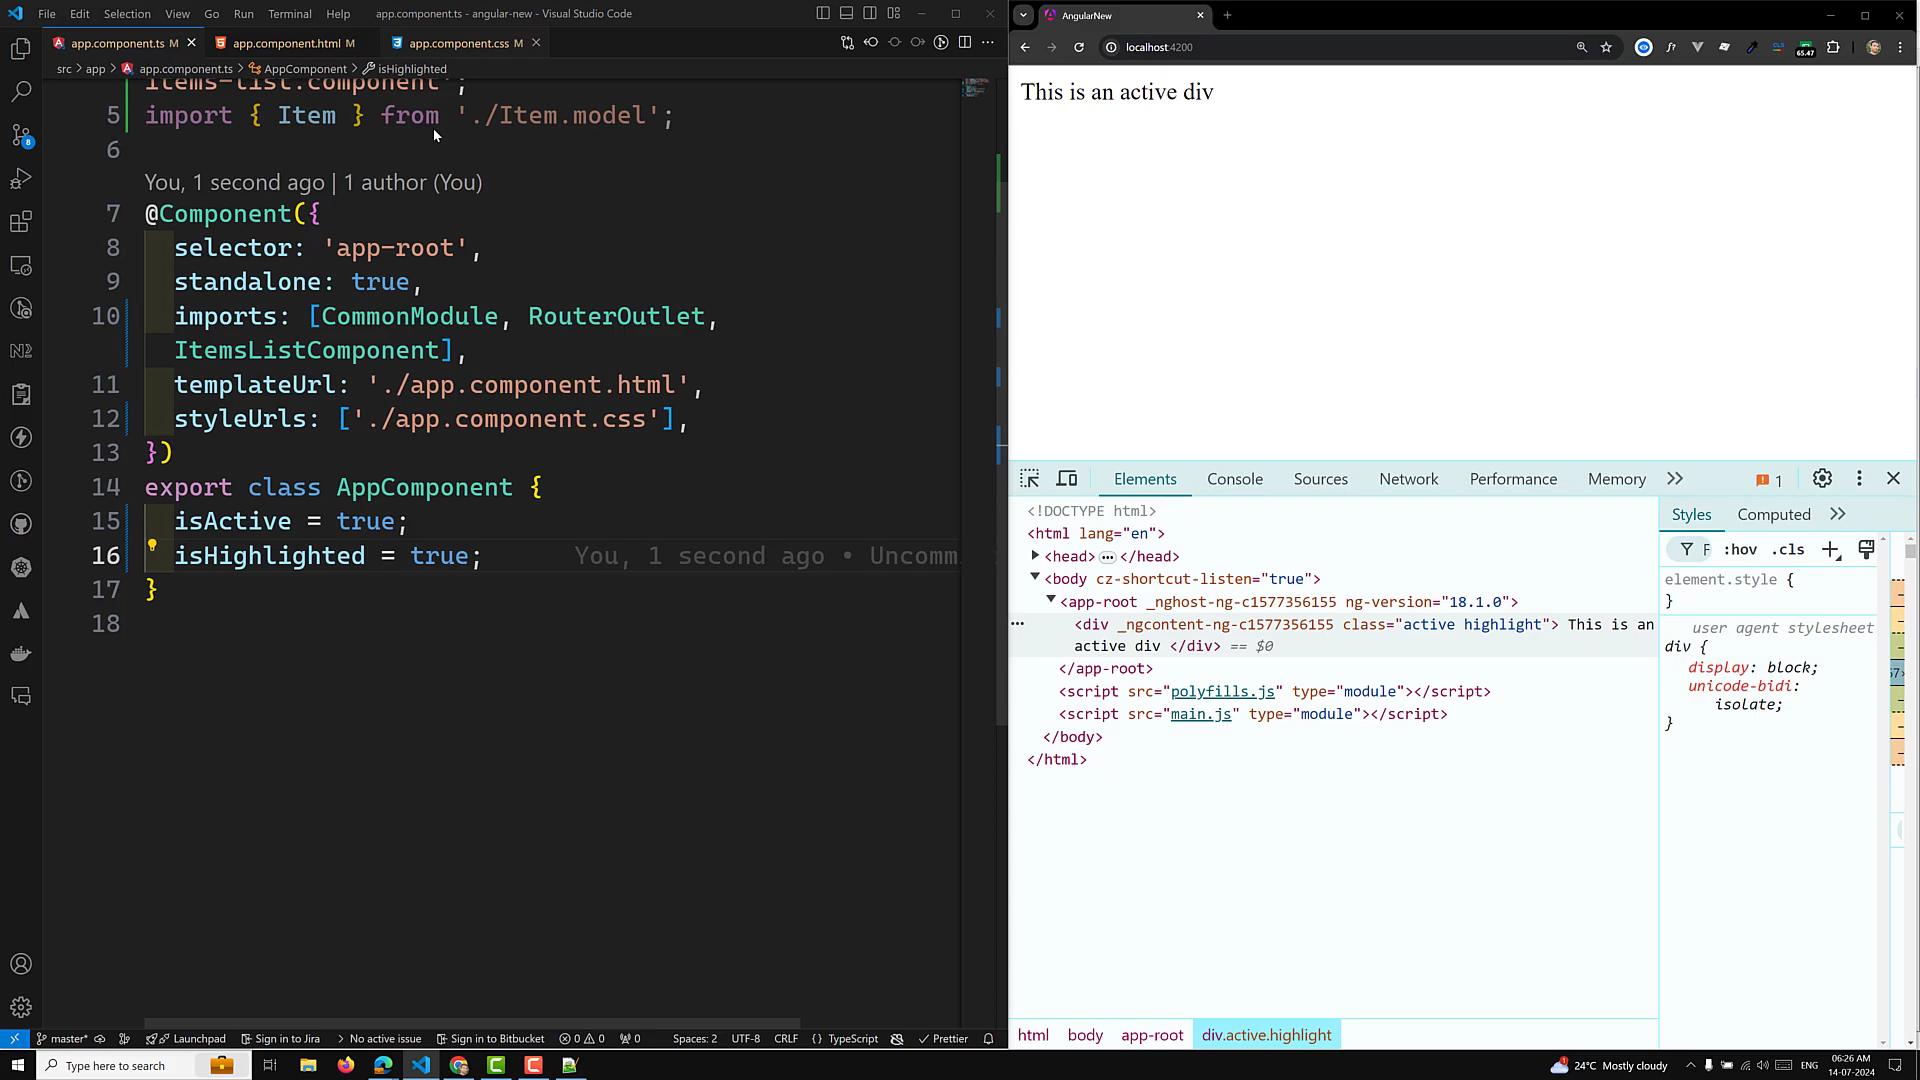 File Edit Selection View Go Run Terminal Help app.component.ts - angular-new - Visual Studio Code
app.component.ts M app.component.html M app.component.css M
src > app > app.component.ts > AppComponent > isHighlighted
items-list.component';
5 import { Item } from './Item.model';
6
You, 1 second ago | 1 author (You)
7 @Component({
8 selector: 'app-root',
9 standalone: true,
10 imports: [CommonModule, RouterOutlet,
ItemsListComponent],
11 templateUrl: './app.component.html',
12 styleUrls: ['./app.component.css'],
13 })
14 export class AppComponent {
15 isActive = true;
16 isHighlighted = true; You, 1 second ago • Uncomm
17 }
18
master* Launchpad Sign in to Jira No active issue Sign in to Bitbucket 0 0 0 Spaces: 2 UTF-8 CRLF {} TypeScript Prettier
AngularNew
localhost:4200
65.47
This is an active div
Elements Console Sources Network Performance Memory 1
<!DOCTYPE html>
<html lang="en">
<head> </head>
<body cz-shortcut-listen="true">
<app-root _nghost-ng-c1577356155 ng-version="18.1.0">
<div _ngcontent-ng-c1577356155 class="active highlight"> This is an
active div </div> == $0
</app-root>
<script src="polyfills.js" type="module"></script>
<script src="main.js" type="module"></script>
</body>
</html>
Styles Computed
F :hov .cls
element.style {
}
user agent stylesheet
div {
display: block;
unicode-bidi:
isolate;
}
html body app-root div.active.highlight
Type here to search
24°C Mostly cloudy ENG 06:26 AM
14-07-2024